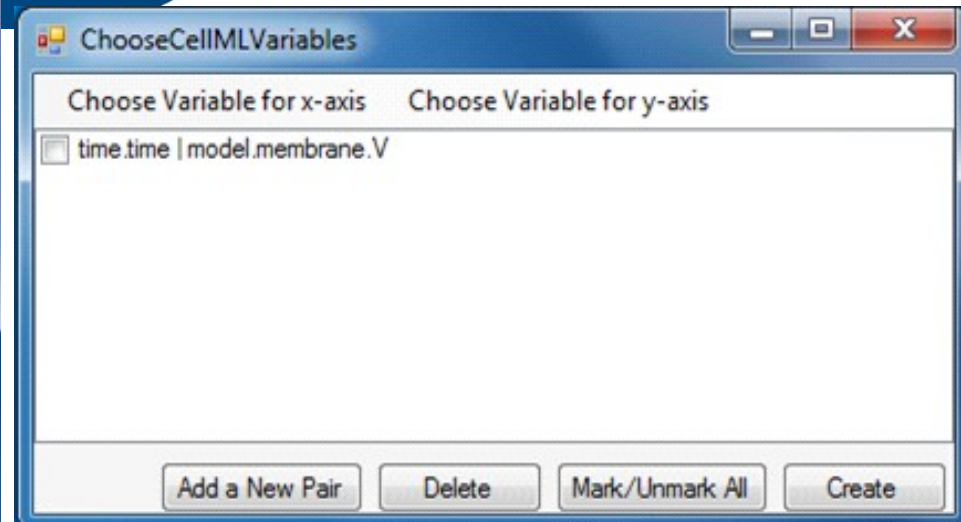 ChooseCellMLVariables
Choose Variable for x-axis Choose Variable for y-axis
time.time | model.membrane.V
Add a New Pair Delete Mark/Unmark All Create